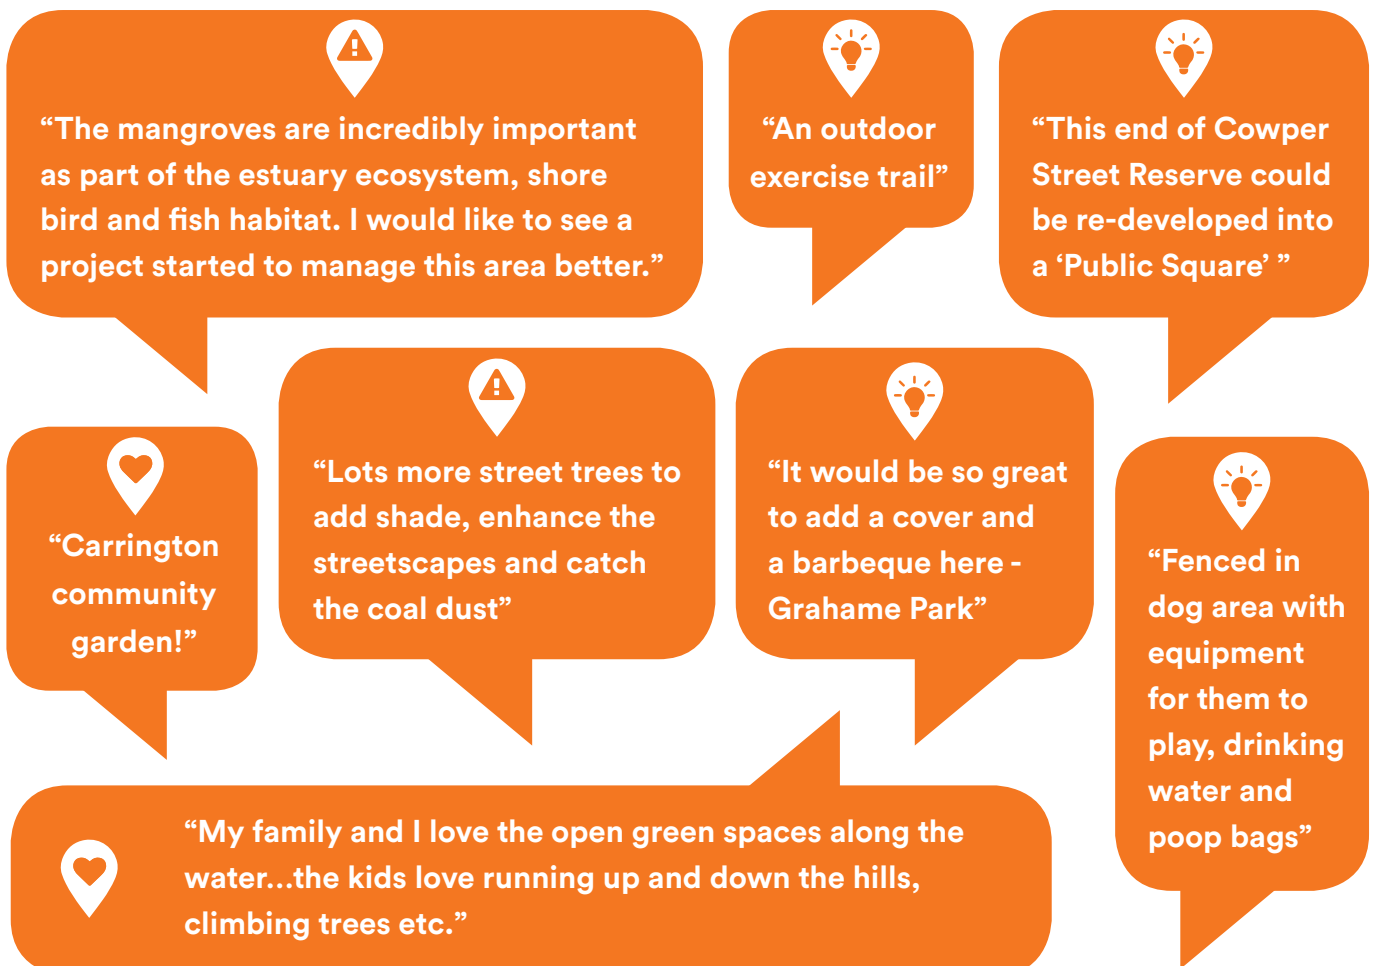 “The mangroves are incredibly important
as part of the estuary ecosystem, shore
bird and fish habitat. I would like to see a
project started to manage this area better.”
“An outdoor
exercise trail”
“This end of Cowper
Street Reserve could
be re-developed into
a ‘Public Square’ ”
“Carrington
community
garden!”
“Lots more street trees to
add shade, enhance the
streetscapes and catch
the coal dust”
“It would be so great
to add a cover and
a barbeque here -
Grahame Park”
“Fenced in
dog area with
equipment
for them to
play, drinking
water and
poop bags”
“My family and I love the open green spaces along the
water...the kids love running up and down the hills,
climbing trees etc.”